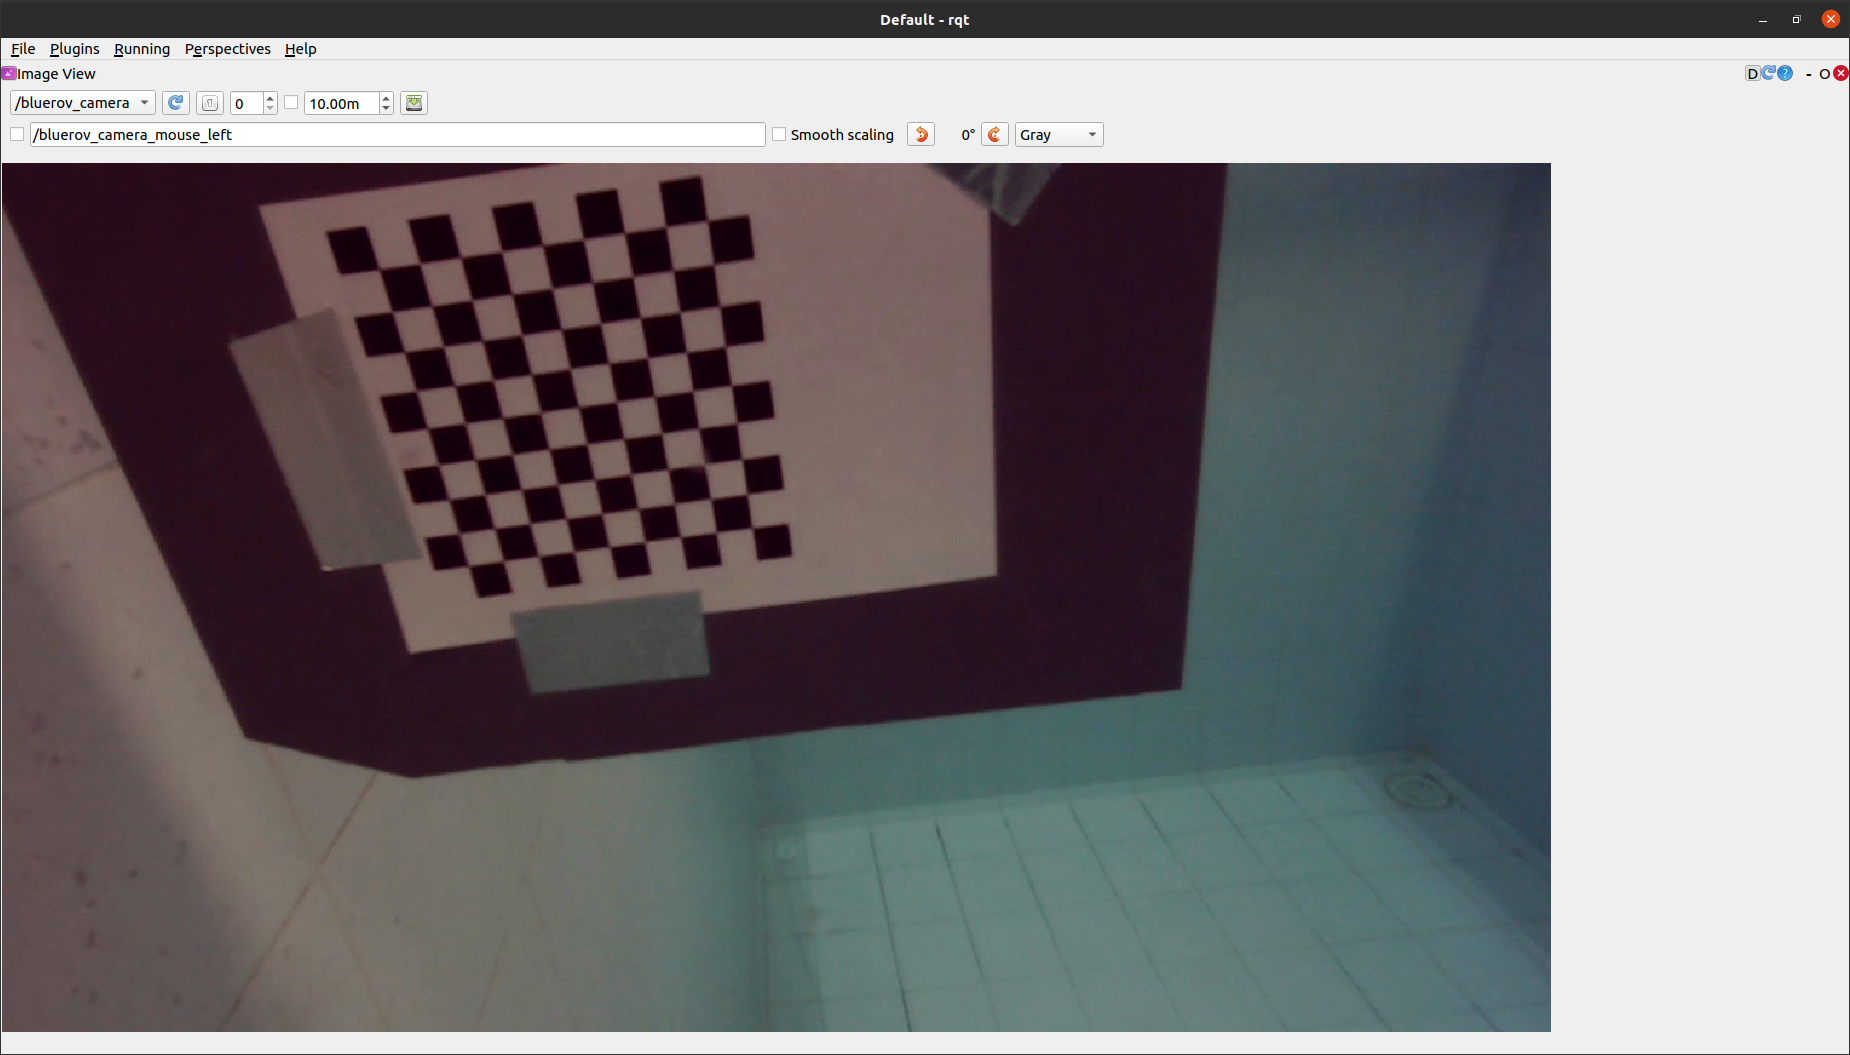 Default - rqt
File Plugins Running Perspectives Help
Image View
D ? - O
/bluerov_camera 0 10.00m
/bluerov_camera_mouse_left Smooth scaling 0° Gray